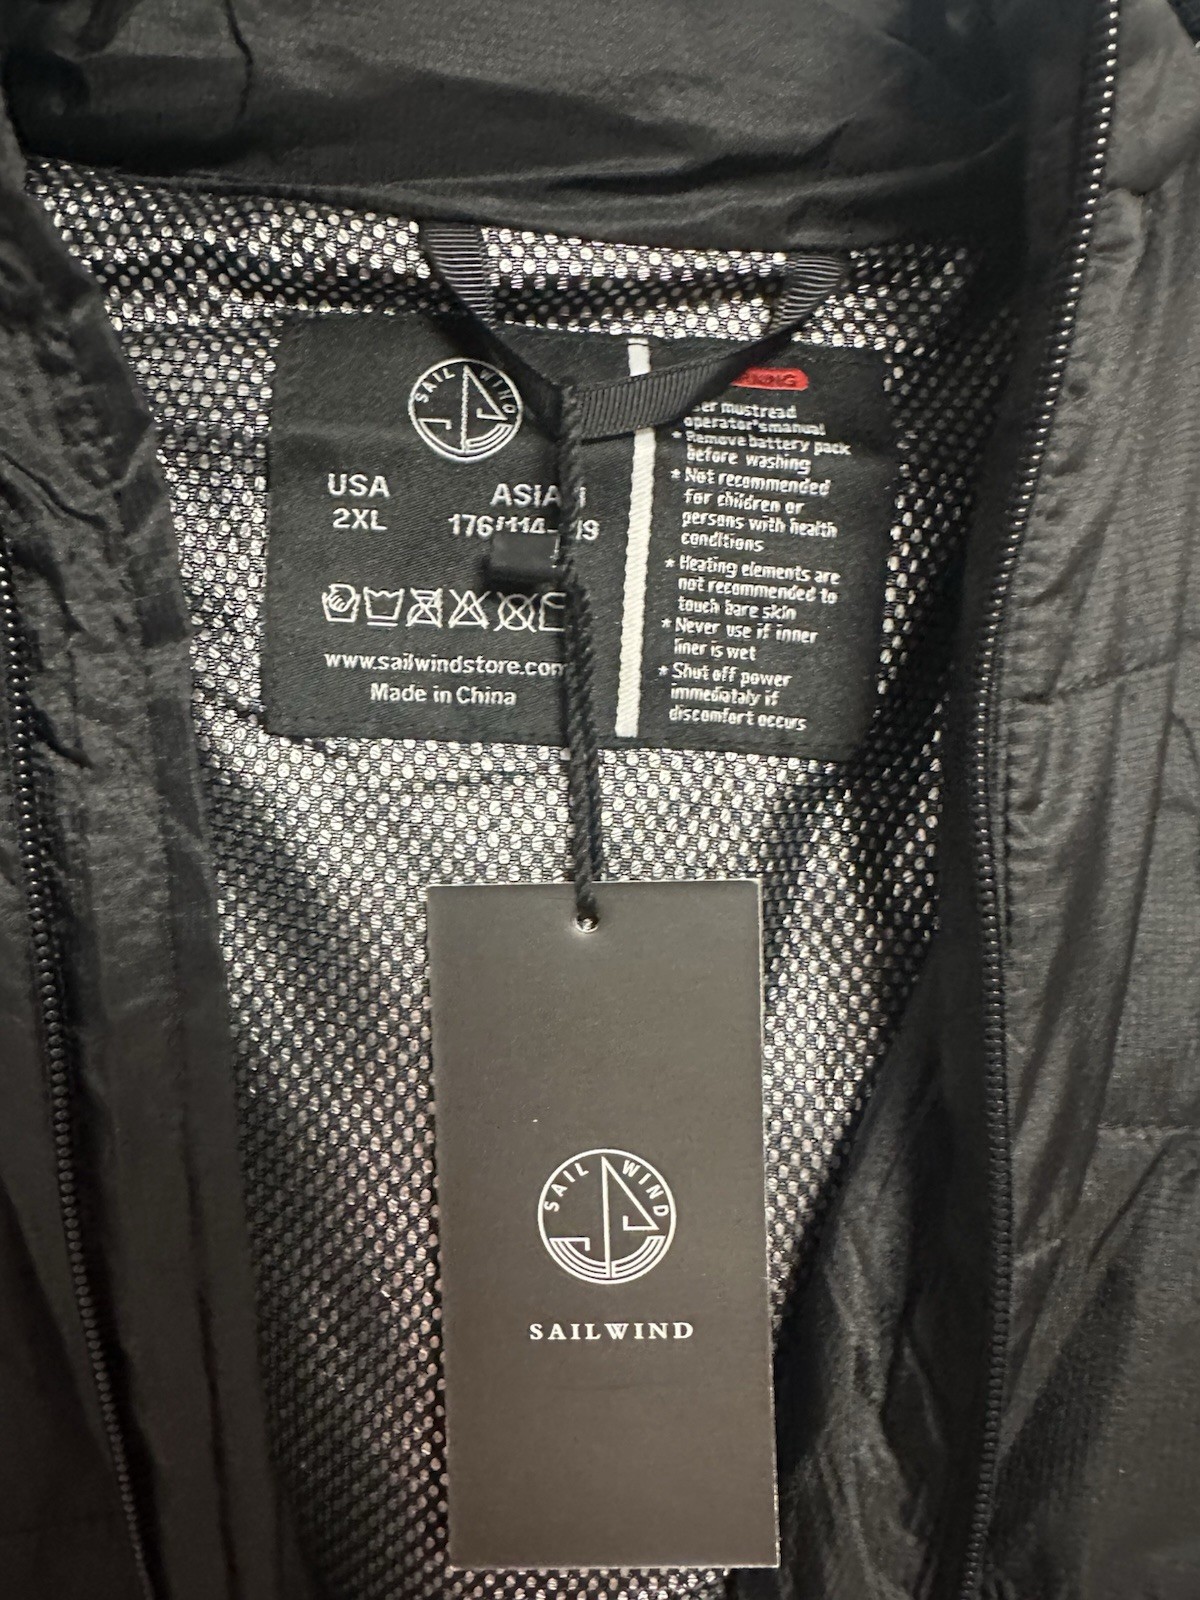 SAIL WIND
USA
2XL
www.sailwindstore.com
Made in China
mustread
operator'smanual
* Remove battery pack
before washing
* Not recommended
for children or
persons with health
conditions
* Heating elements are
not recommended to
touch bare skin
* Never use if inner
liner is wet
* Shut off power
immediataly if
discomfort occurs
SAIL WIND
SAILWIND